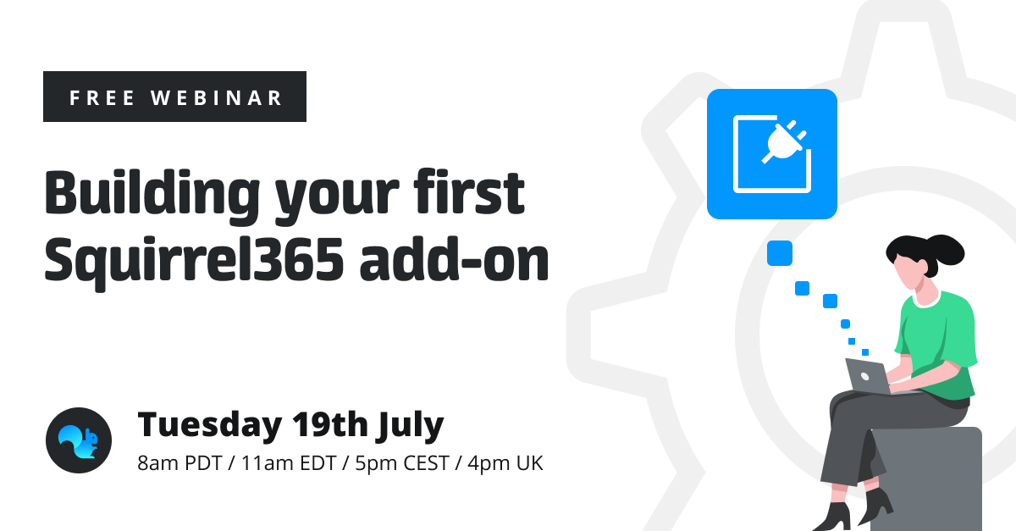 FREE WEBINAR
Building your first
Squirrel365 add-on
Tuesday 19th July
8am PDT / 11am EDT / 5pm CEST / 4pm UK